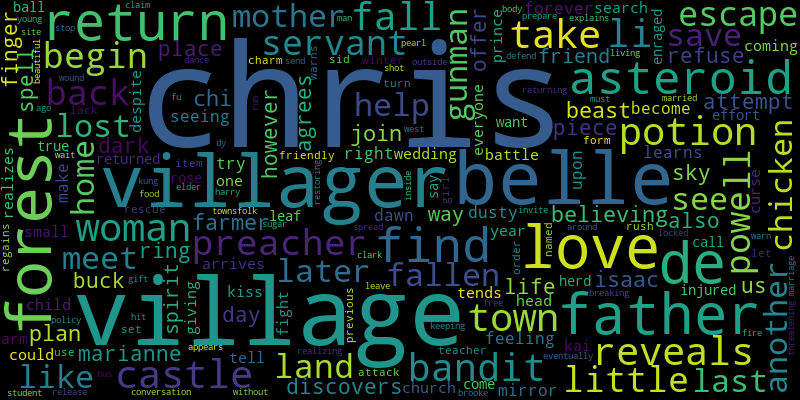 chris
village
villager
belle
forest
love
father
de
return
asteroid
potion
woman
find
town
take
li
fall
begin
back
lost
home
meet
castle
like
land
bandit
preacher
later
fallen
help
servant
mother
place
spell
finger
ball
escape
save
refuse
search
forever
prince
offer
friend
gunman
beast
become
attempt
effort
piece
see
powell
chicken
sky
learns
upon
curse
reveals
little
last
another
us
isaac
herd
injured
life
head
feeling
dusty
year
way
also
believing
everyone
want
battle
wedding
right
join
agrees
however
seeing
chi
despite
dark
true
returned
item
rose
try
one
friendly
farmer
leaf
dawn
ring
arrives
spirit
giving
kiss
day
fight
buck
plan
marianne
could
use
tell
set
hit
child
small
make
realizes
regains
arm
discovers
church
come
mirror
attack
tends
previous
teacher
keeping
eventually
kai
rush
call
warn
let
fire
marriage
threatening
locked
around
named
order
invite
breaking
free
brooke
realizing
leave
clark
spread
sugar
townsfolk
restoring
inside
say
girl
elder
harry
food
kung
fu
dy
run
west
wait
rescue
lack
ago
gift
policy
appears
bus
student
release
conversation
without
charm
sid
warns
winter
send
shot
turn
outside
pearl
dance
man
wound
stop
site
claim
young
beautiful
body
prepare
explains
living
defend
returning
must
married
form
coming
enraged